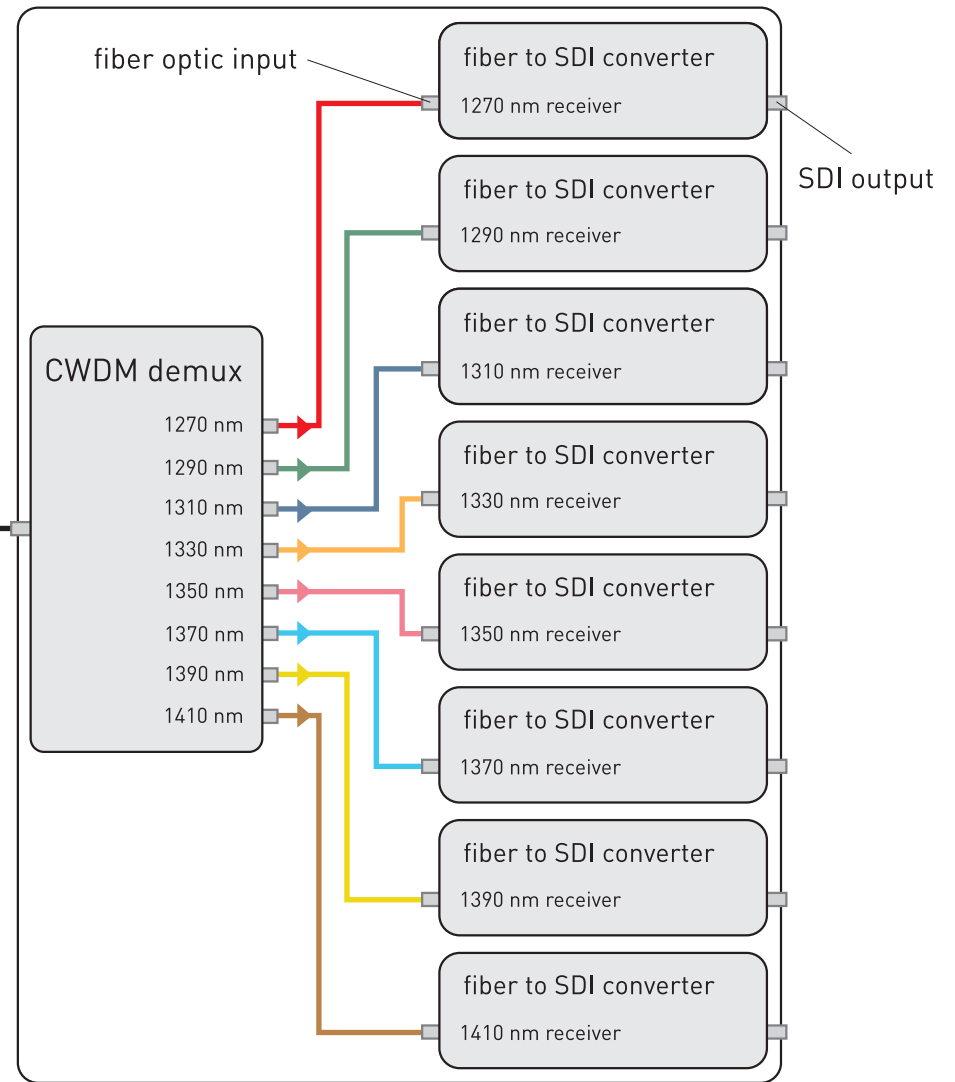 fiber optic input
fiber to SDI converter
1270 nm receiver
SDI output
fiber to SDI converter
1290 nm receiver
fiber to SDI converter
1310 nm receiver
CWDM demux
1270 nm
1290 nm
1310 nm
1330 nm
1350 nm
1370 nm
1390 nm
1410 nm
fiber to SDI converter
1330 nm receiver
fiber to SDI converter
1350 nm receiver
fiber to SDI converter
1370 nm receiver
fiber to SDI converter
1390 nm receiver
fiber to SDI converter
1410 nm receiver